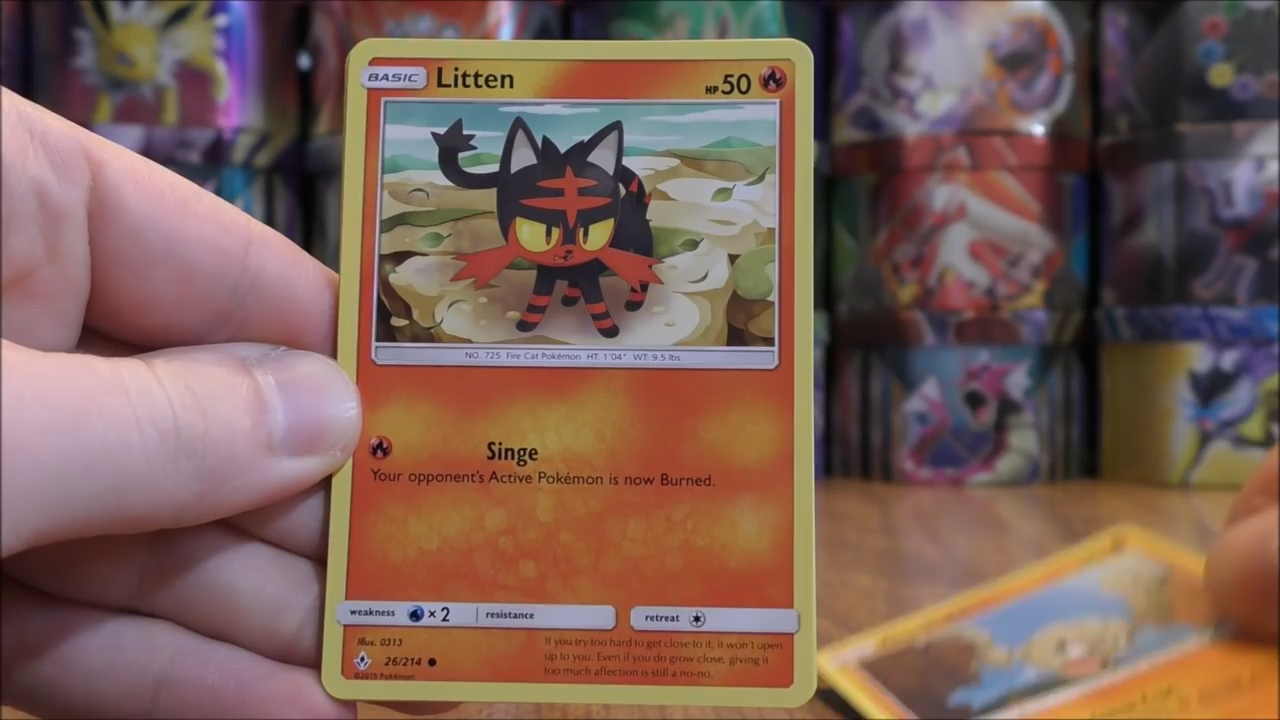 BASIC Litten HP 50
NO. 725 Fire Cat Pokémon HT: 1'04" WT: 9.5 lbs.
Singe
Your opponent's Active Pokémon is now Burned.
weakness ×2 resistance retreat
Illus. 0313
26/214
©2019 Pokémon
If you try too hard to get close to it, it won't open
up to you. Even if you do grow close, giving it
too much affection is still a no-no.